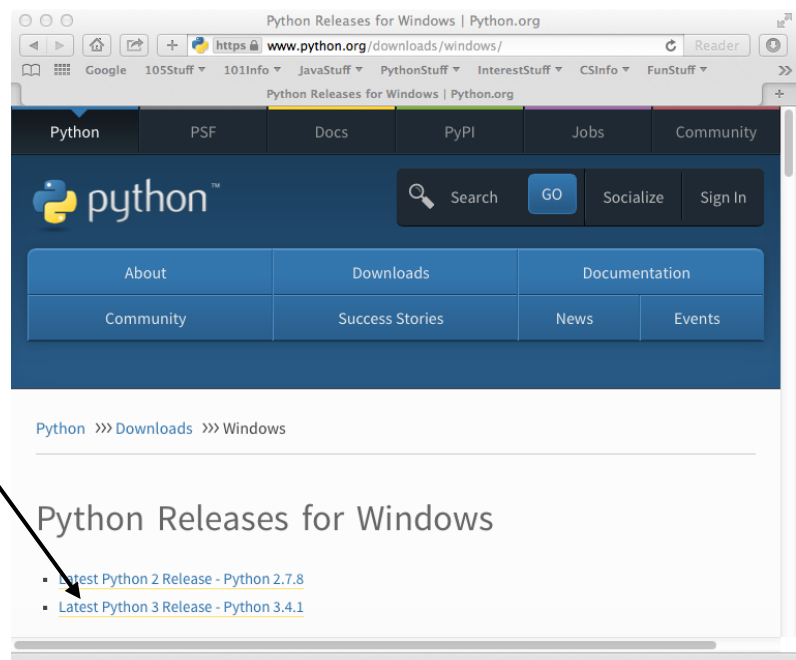 Python Releases for Windows | Python.org
https www.python.org/downloads/windows/ Reader
Google 105Stuff 101Info JavaStuff PythonStuff InterestStuff CSInfo FunStuff
Python Releases for Windows | Python.org
Python PSF Docs PyPI Jobs Community
python™ Search GO Socialize Sign In
About Downloads Documentation
Community Success Stories News Events
Python >>> Downloads >>> Windows
Python Releases for Windows
Latest Python 2 Release - Python 2.7.8
Latest Python 3 Release - Python 3.4.1